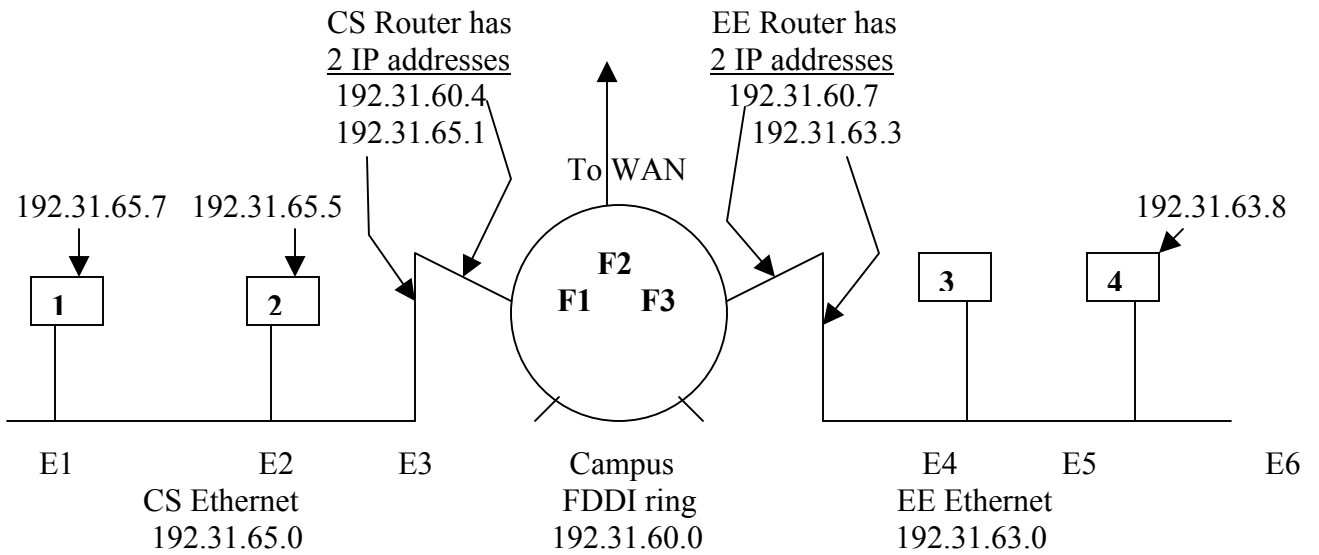 CS Router has
2 IP addresses
192.31.60.4
192.31.65.1
EE Router has
2 IP addresses
192.31.60.7
192.31.63.3
To WAN
192.31.65.7 192.31.65.5
192.31.63.8
F2
F1 F3
1 2 3 4
E1 E2 E3 Campus E4 E5 E6
CS Ethernet FDDI ring EE Ethernet
192.31.65.0 192.31.60.0 192.31.63.0